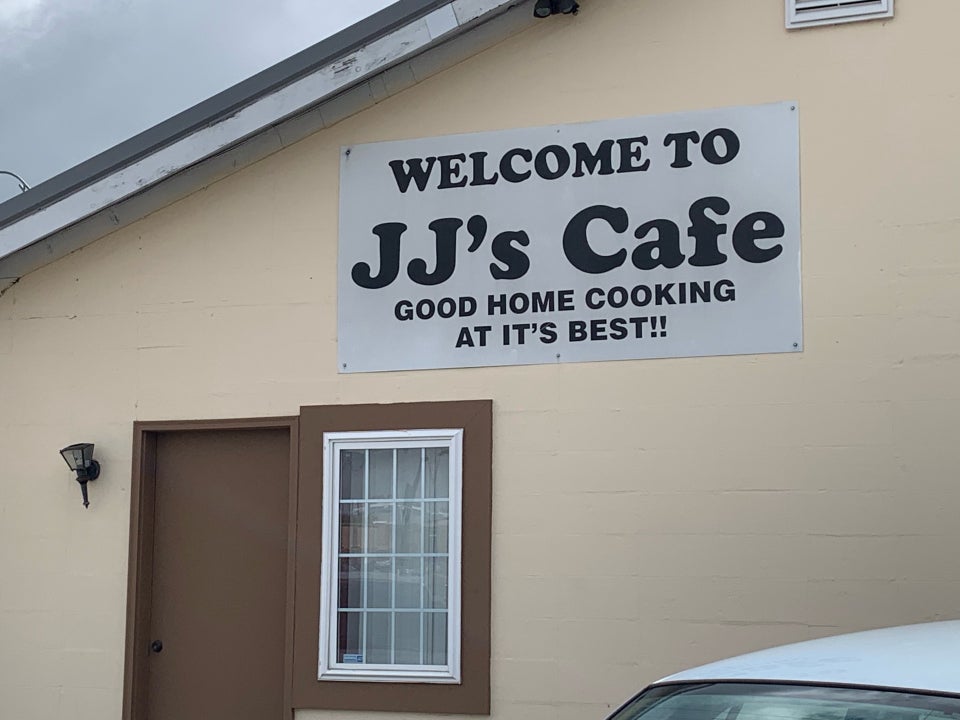 WELCOME TO
JJ's Cafe
GOOD HOME COOKING
AT IT'S BEST!!